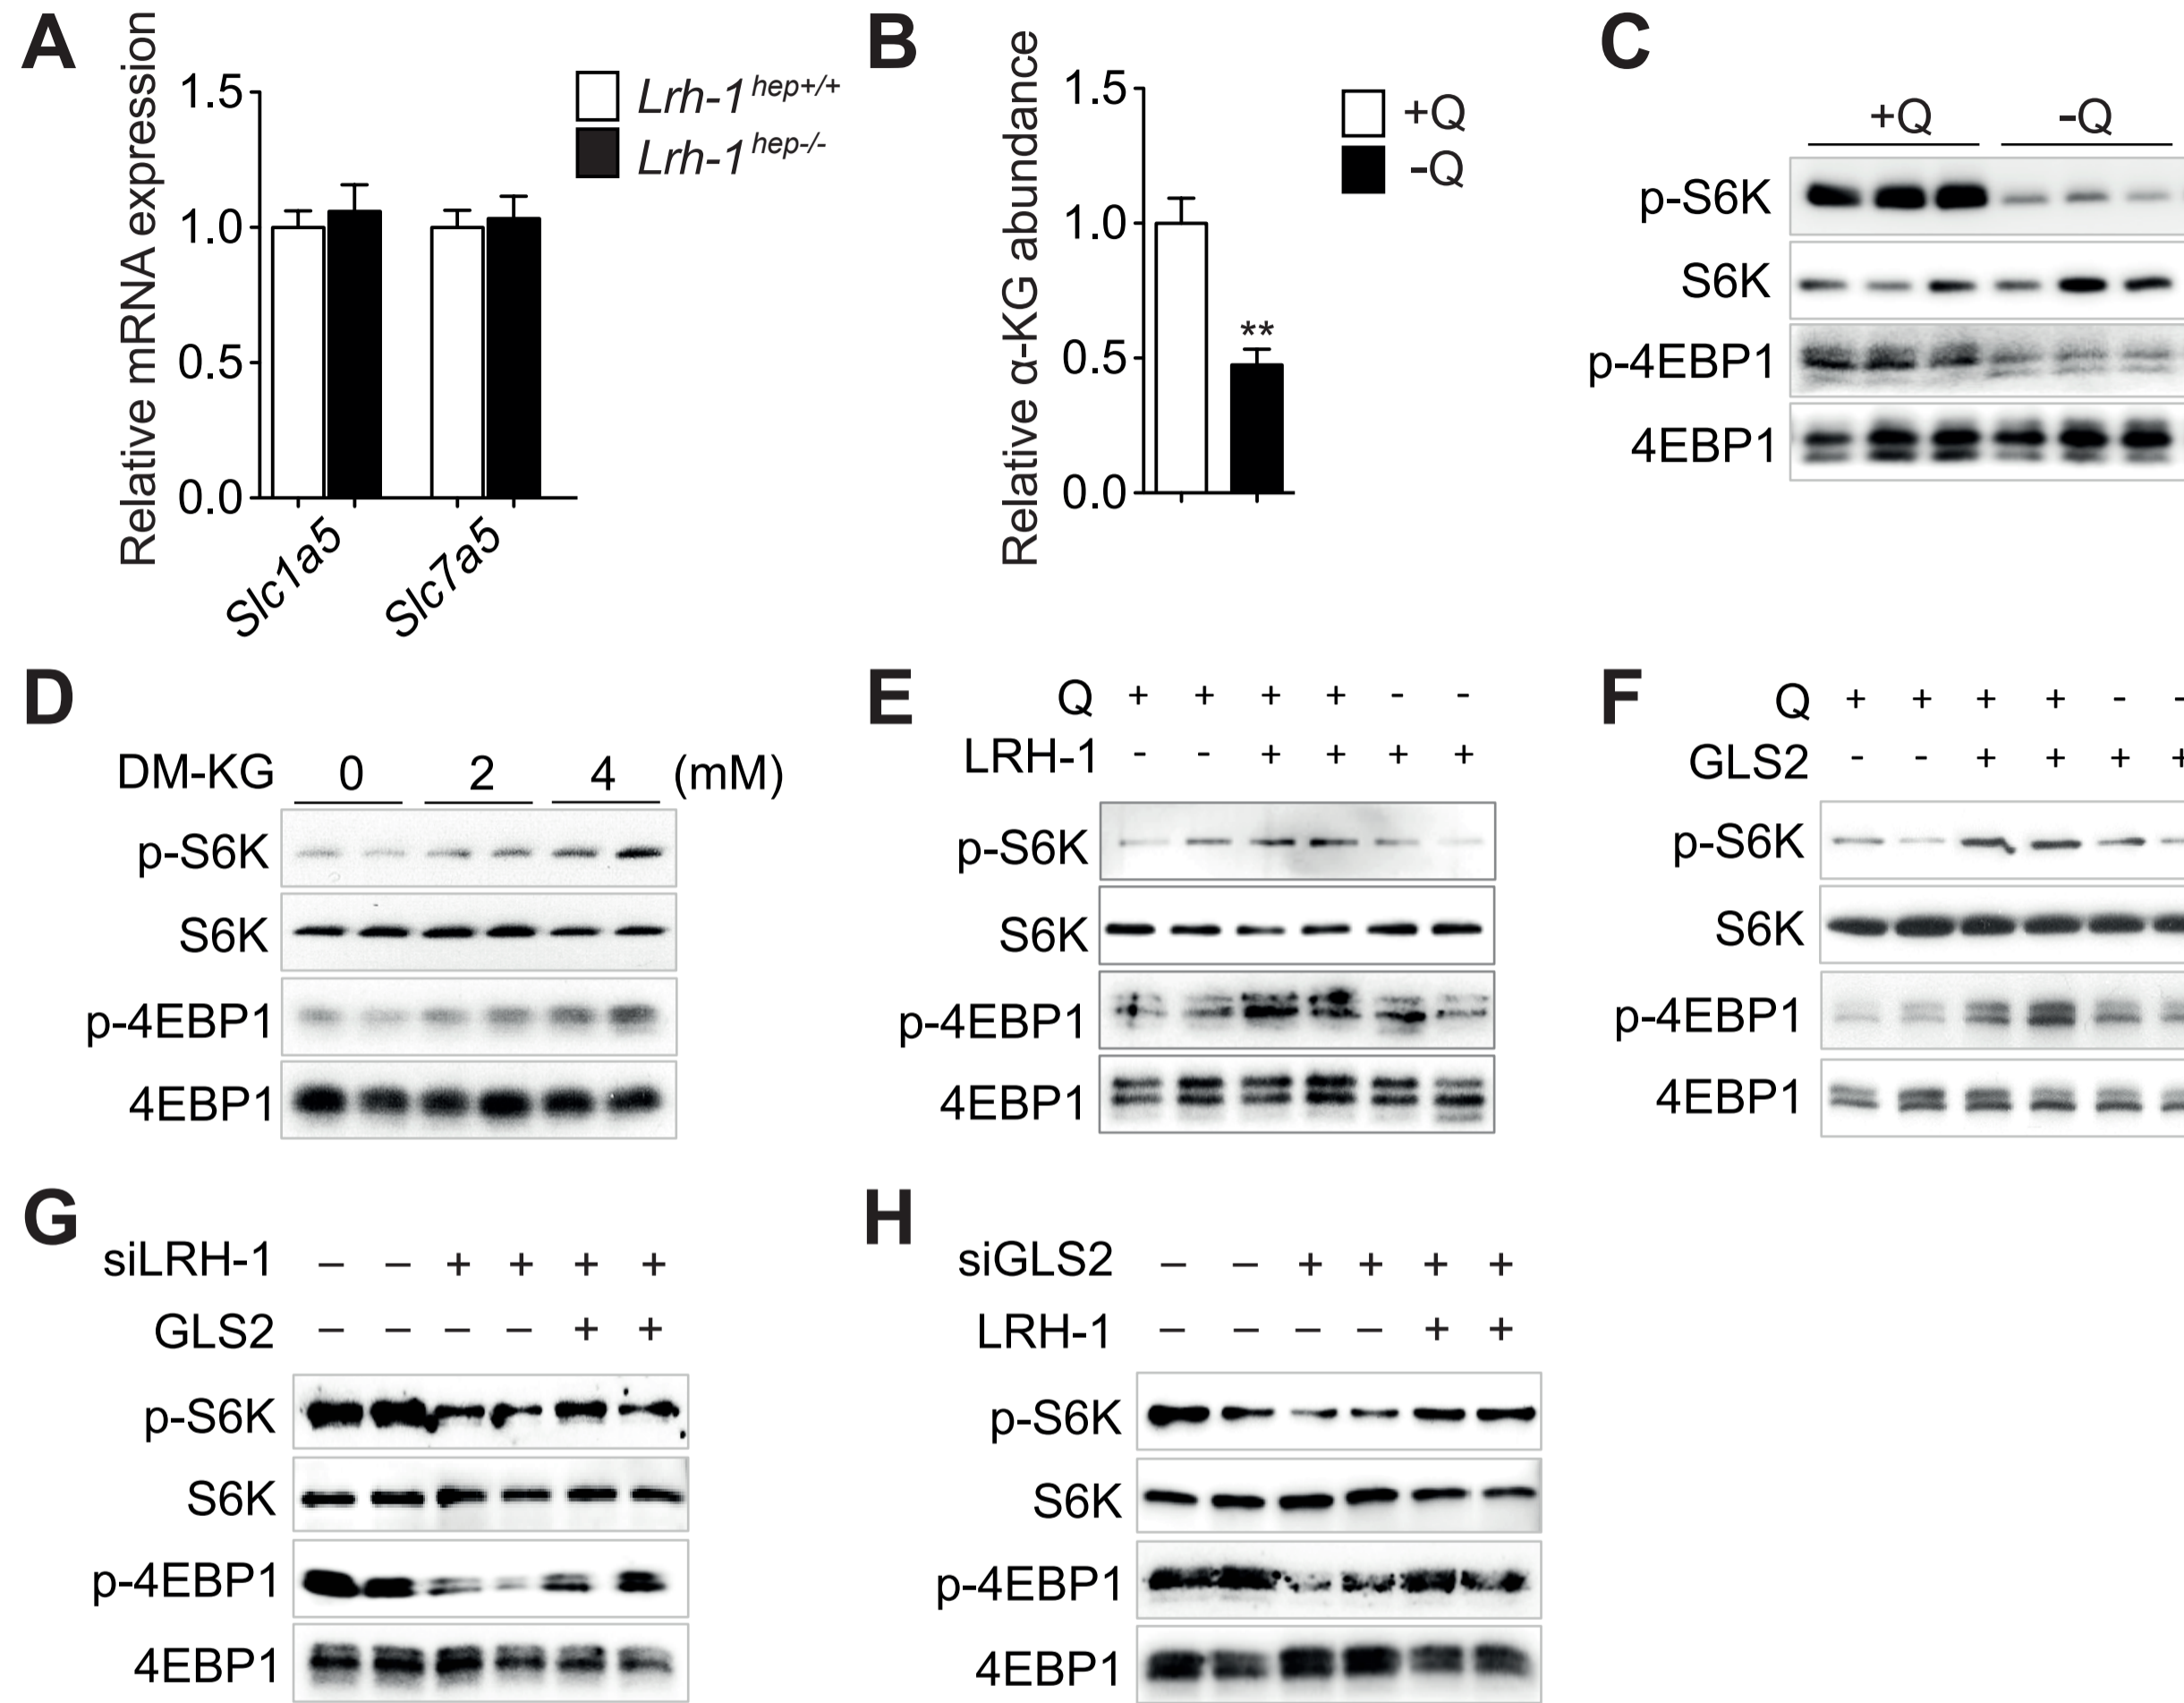 A
Relative mRNA expression
1.5
1.0
0.5
0.0
Slc1a5
Slc7a5
Lrh-1 hep+/+
Lrh-1 hep-/-
B
Relative α-KG abundance
1.5
1.0
0.5
0.0
**
+Q
-Q
C
+Q -Q
p-S6K
S6K
p-4EBP1
4EBP1
D
DM-KG 0 2 4 (mM)
p-S6K
S6K
p-4EBP1
4EBP1
E
Q + + + + - -
LRH-1 - - + + + +
p-S6K
S6K
p-4EBP1
4EBP1
F
Q + + + + - -
GLS2 - - + + + +
p-S6K
S6K
p-4EBP1
4EBP1
G
siLRH-1 – – + + + +
GLS2 – – – – + +
p-S6K
S6K
p-4EBP1
4EBP1
H
siGLS2 – – + + + +
LRH-1 – – – – + +
p-S6K
S6K
p-4EBP1
4EBP1